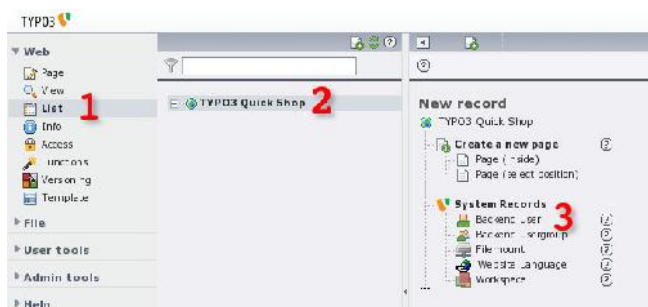 TYPO3
Web
Page
View
List
Info
Access
Functions
Versioning
Template
File
User tools
Admin tools
Help
1
TYPO3 Quick Shop
2
New record
TYPO3 Quick Shop
Create a new page
Page (inside)
Page (select position)
System Records
3
Backend User
Backend Usergroup
Filemount
Website Language
Workspace